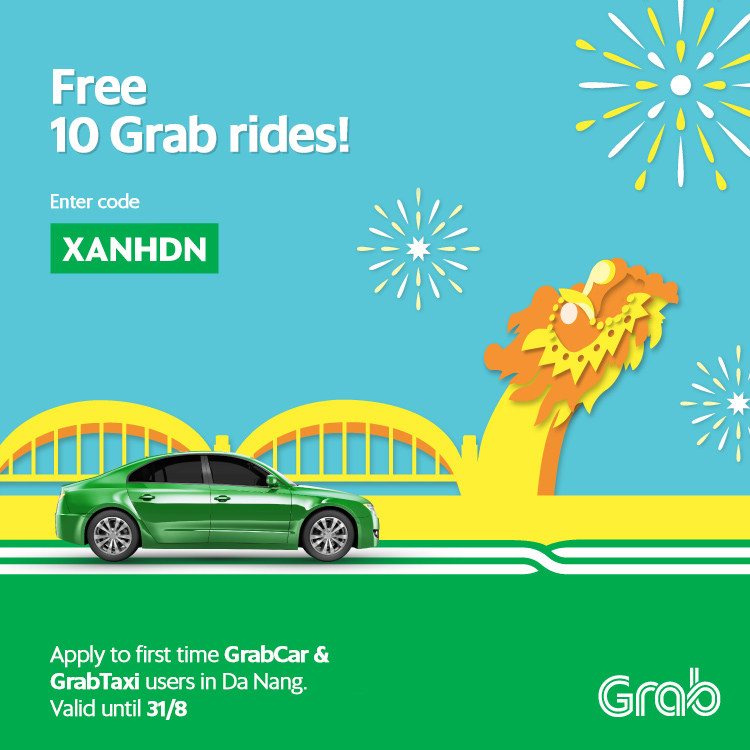 Free
10 Grab rides!
Enter code
XANHDN
Apply to first time GrabCar &
GrabTaxi users in Da Nang.
Valid until 31/8
Grab